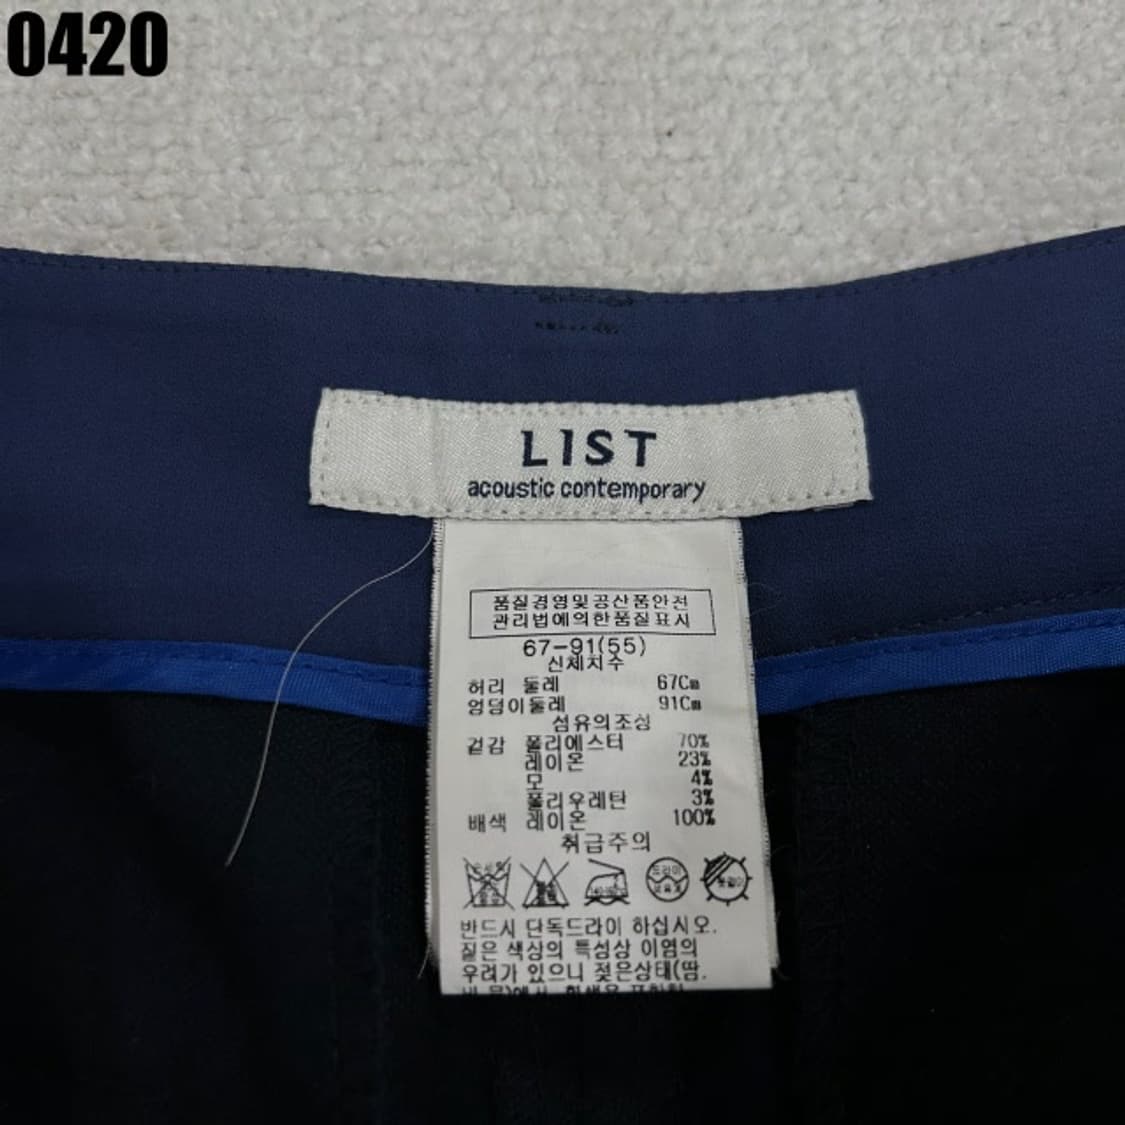 0420
LIST
acoustic contemporary
품질경영및공산품안전
관리법에의한품질표시
67-91(55)
신체치수
허리 둘레 67Cm
엉덩이둘레 91Cm
섬유의조성
겉감 폴리에스터 70%
레이온 23%
모 4%
폴리우레탄 3%
배색 레이온 100%
취급주의
드라이
반드시 단독드라이 하십시오.
짙은 색상의 특성상 이염의
우려가 있으니 젖은상태(땀.